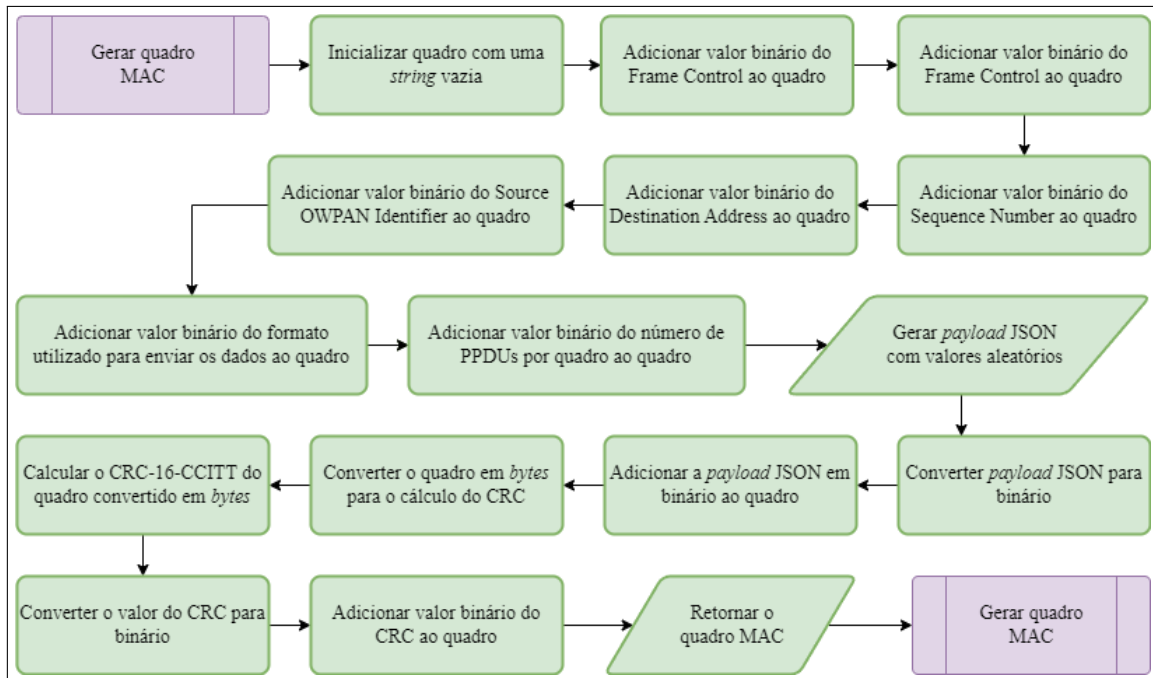 Gerar quadro
MAC
Inicializar quadro com uma
string vazia
Adicionar valor binário do
Frame Control ao quadro
Adicionar valor binário do
Frame Control ao quadro
Adicionar valor binário do
Sequence Number ao quadro
Adicionar valor binário do
Destination Address ao quadro
Adicionar valor binário do Source
OWPAN Identifier ao quadro
Adicionar valor binário do formato
utilizado para enviar os dados ao quadro
Adicionar valor binário do número de
PPDUs por quadro ao quadro
Gerar payload JSON
com valores aleatórios
Converter payload JSON para
binário
Adicionar a payload JSON em
binário ao quadro
Converter o quadro em bytes
para o cálculo do CRC
Calcular o CRC-16-CCITT do
quadro convertido em bytes
Converter o valor do CRC para
binário
Adicionar valor binário do
CRC ao quadro
Retornar o
quadro MAC
Gerar quadro
MAC